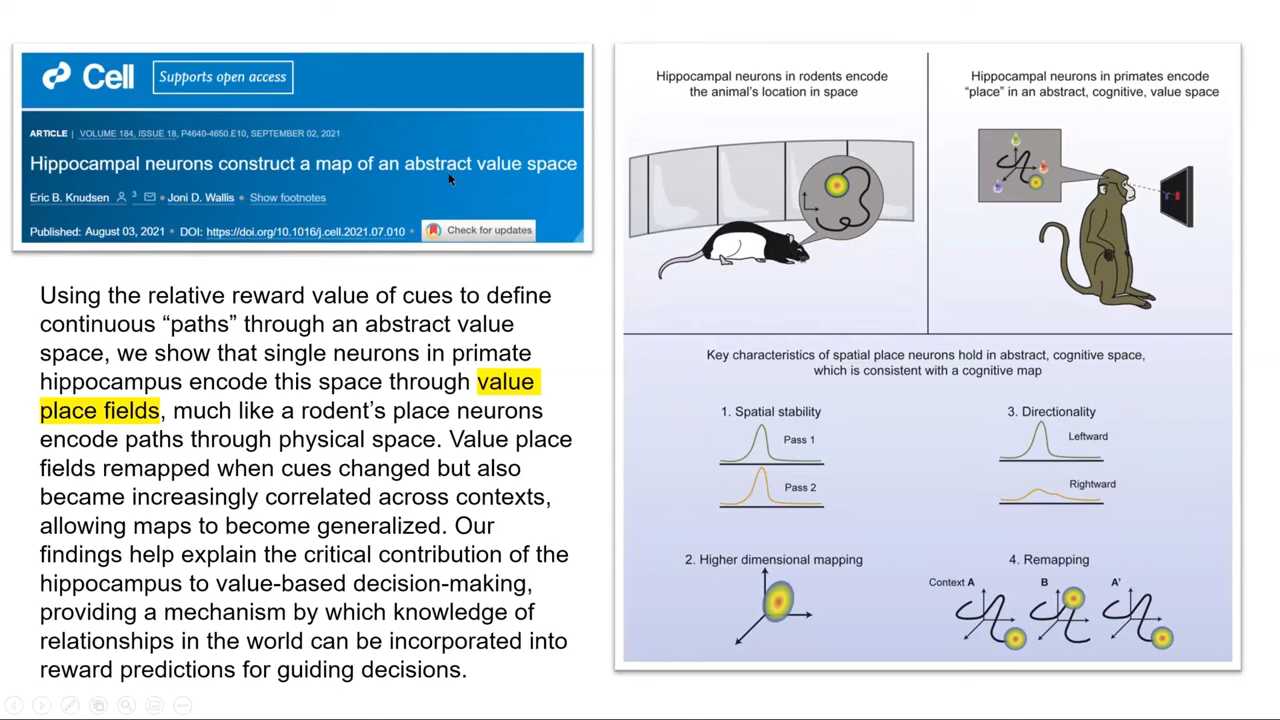 Cell
Supports open access
ARTICLE | VOLUME 184, ISSUE 18, P4640-4650.E10, SEPTEMBER 02, 2021
Hippocampal neurons construct a map of an abstract value space
Eric B. Knudsen 3 • Joni D. Wallis • Show footnotes
Published: August 03, 2021 • DOI: https://doi.org/10.1016/j.cell.2021.07.010 • Check for updates
Using the relative reward value of cues to define
continuous “paths” through an abstract value
space, we show that single neurons in primate
hippocampus encode this space through value
place fields, much like a rodent’s place neurons
encode paths through physical space. Value place
fields remapped when cues changed but also
became increasingly correlated across contexts,
allowing maps to become generalized. Our
findings help explain the critical contribution of the
hippocampus to value-based decision-making,
providing a mechanism by which knowledge of
relationships in the world can be incorporated into
reward predictions for guiding decisions.
Hippocampal neurons in rodents encode
the animal’s location in space
Hippocampal neurons in primates encode
“place” in an abstract, cognitive, value space
Key characteristics of spatial place neurons hold in abstract, cognitive space,
which is consistent with a cognitive map
1. Spatial stability
Pass 1
Pass 2
3. Directionality
Leftward
Rightward
2. Higher dimensional mapping
4. Remapping
Context A B A'